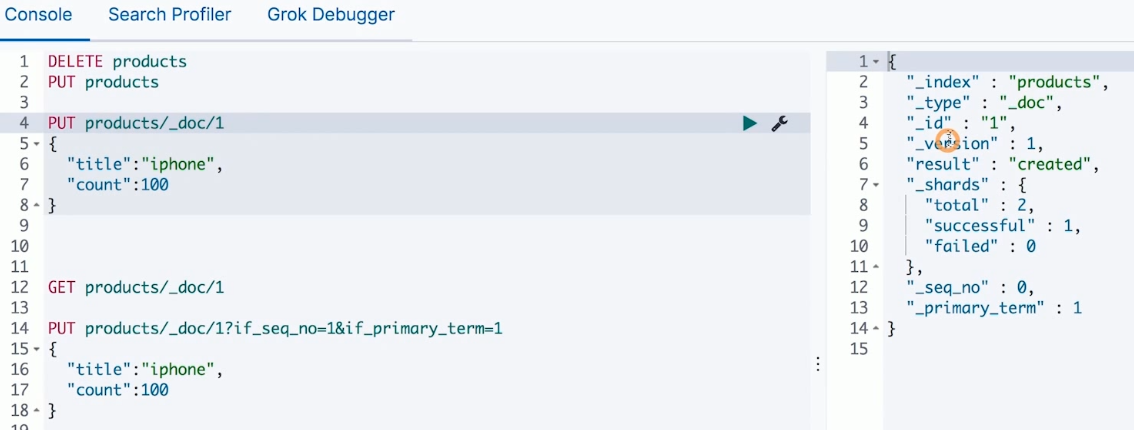 Console Search Profiler Grok Debugger
1 DELETE products
2 PUT products
3
4 PUT products/_doc/1
5 {
6 "title":"iphone",
7 "count":100
8 }
9
10
11
12 GET products/_doc/1
13
14 PUT products/_doc/1?if_seq_no=1&if_primary_term=1
15 {
16 "title":"iphone",
17 "count":100
18 }
19
1 {
2 "_index" : "products",
3 "_type" : "_doc",
4 "_id" : "1",
5 "_version" : 1,
6 "result" : "created",
7 "_shards" : {
8 "total" : 2,
9 "successful" : 1,
10 "failed" : 0
11 },
12 "_seq_no" : 0,
13 "_primary_term" : 1
14 }
15